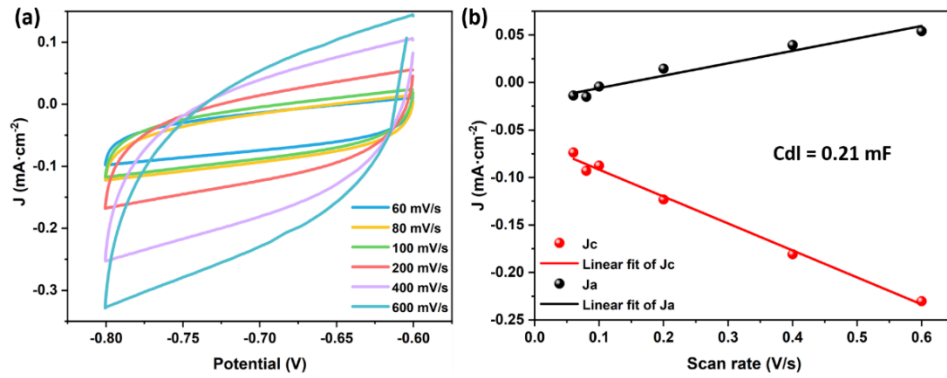 (a)
J (mA·cm⁻²)
0.1
0.0
-0.1
-0.2
-0.3
60 mV/s
80 mV/s
100 mV/s
200 mV/s
400 mV/s
600 mV/s
-0.80
-0.75
-0.70
-0.65
-0.60
Potential (V)
(b)
J (mA·cm⁻²)
0.05
0.00
-0.05
-0.10
-0.15
-0.20
-0.25
Cdl = 0.21 mF
Jc
Linear fit of Jc
Ja
Linear fit of Ja
0.0
0.1
0.2
0.3
0.4
0.5
0.6
Scan rate (V/s)